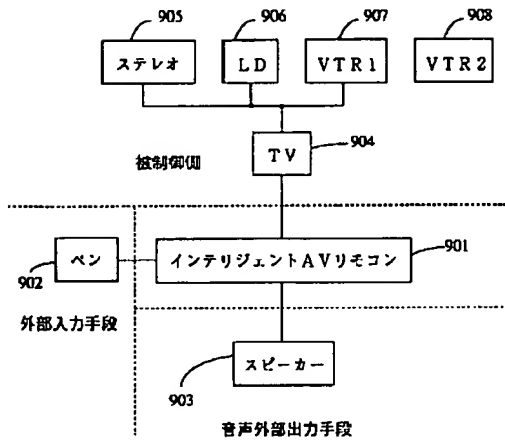 905
906
907
908
ステレオ
LD
VTR1
VTR2
TV
904
被制御側
ペン
インテリジェントAVリモコン
901
902
外部入力手段
スピーカー
903
音声外部出力手段